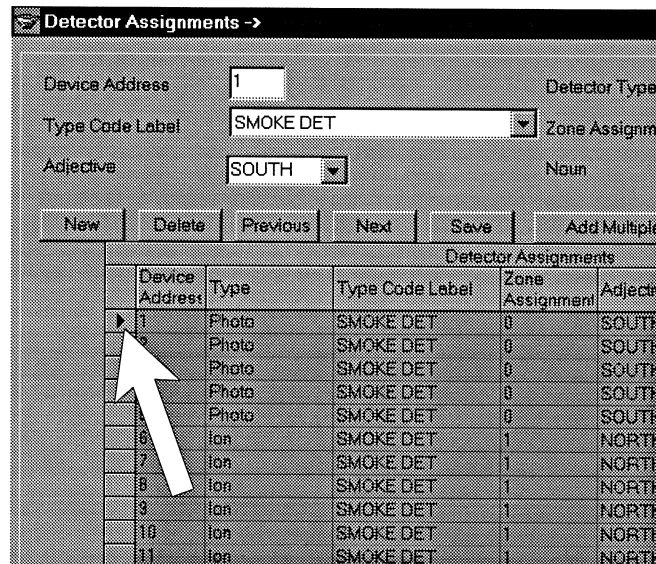 Detector Assignments ->
Device Address 1 Detector Type
Type Code Label SMOKE DET Zone Assignm
Adjective SOUTH Noun
New Delete Previous Next Save Add Multiple
Detector Assignments
Device Address Type Type Code Label Zone Assignment Adjecti
1 Photo SMOKE DET 0 SOUTH
2 Photo SMOKE DET 0 SOUTH
Photo SMOKE DET 0 SOUTH
Photo SMOKE DET 0 SOUTH
Photo SMOKE DET 0 SOUTH
6 Ion SMOKE DET 1 NORTH
7 Ion SMOKE DET 1 NORTH
8 Ion SMOKE DET 1 NORTH
9 Ion SMOKE DET 1 NORTH
10 Ion SMOKE DET 1 NORTH
11 Ion SMOKE DET 1 NORTH